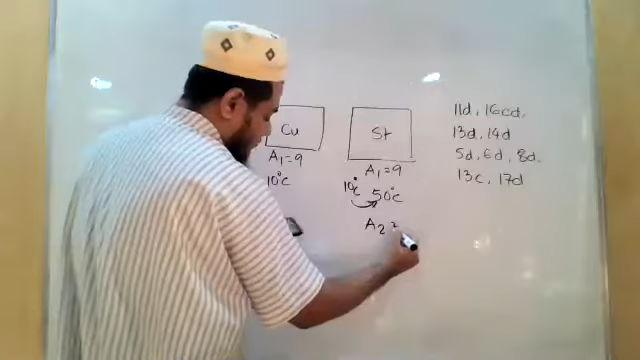 Cu
A₁=9
10°C
St
A₁=9
10°C 50°C
A₂ =
11d, 16cd,
13d, 14d
5d, 6d, 8d.
13c, 17d